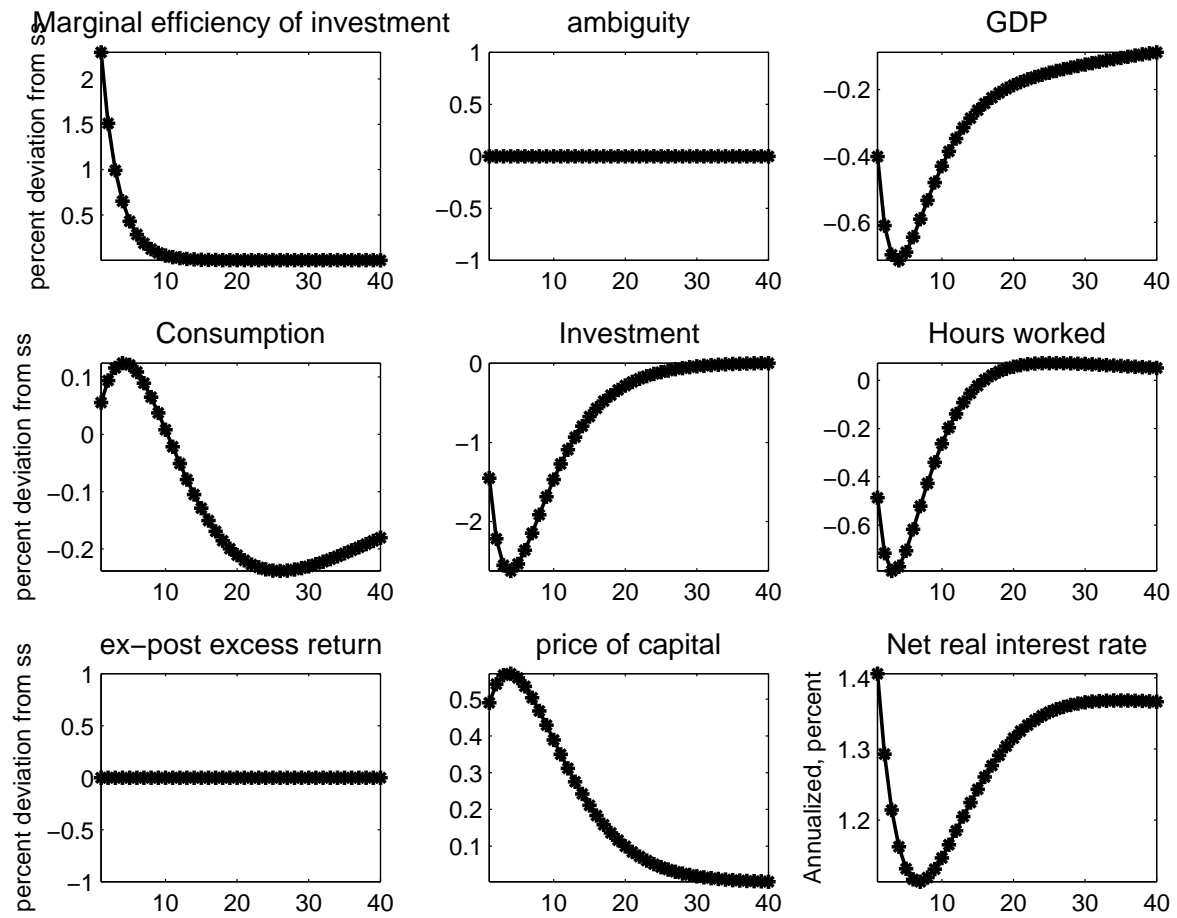 Marginal efficiency of investment
ambiguity
GDP
percent deviation from ss
2
1.5
1
0.5
10 20 30 40
1
0.5
0
−0.5
−1
10 20 30 40
−0.2
−0.4
−0.6
10 20 30 40
Consumption
Investment
Hours worked
percent deviation from ss
0.1
0
−0.1
−0.2
10 20 30 40
0
−1
−2
10 20 30 40
0
−0.2
−0.4
−0.6
10 20 30 40
ex−post excess return
price of capital
Net real interest rate
percent deviation from ss
1
0.5
0
−0.5
−1
10 20 30 40
0.5
0.4
0.3
0.2
0.1
10 20 30 40
Annualized, percent
1.4
1.3
1.2
10 20 30 40